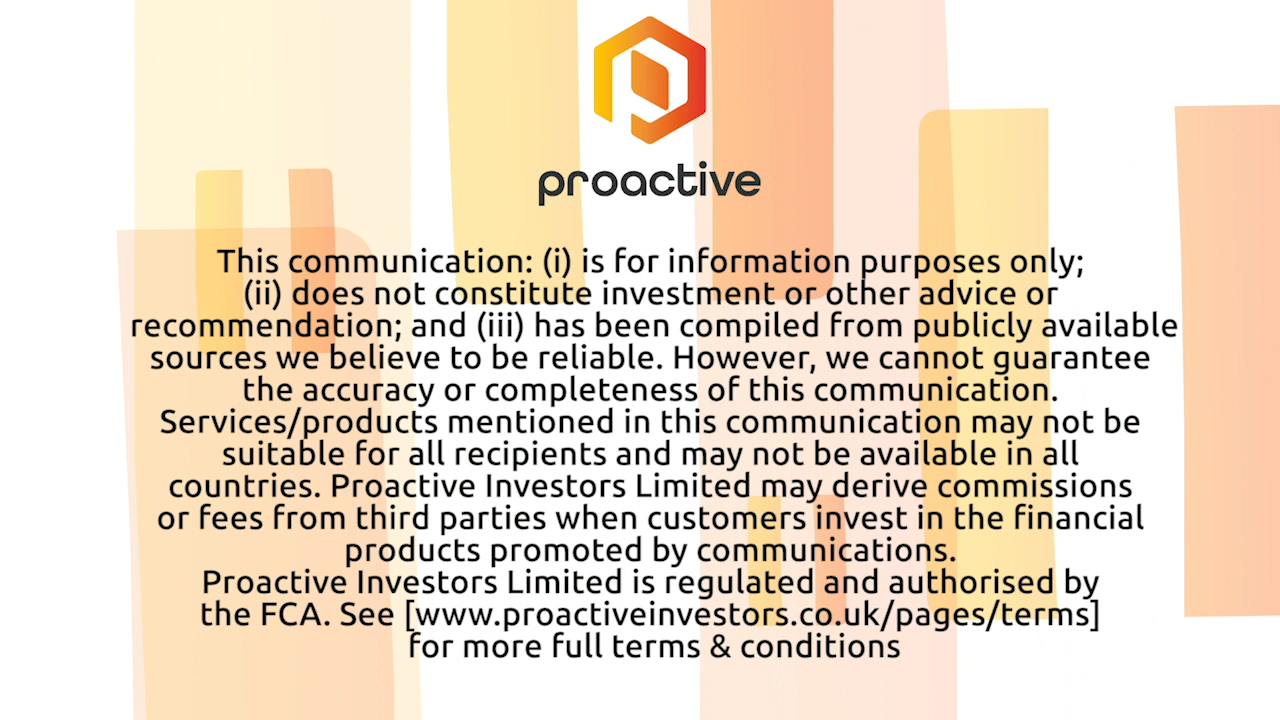 proactive
This communication: (i) is for information purposes only;
(ii) does not constitute investment or other advice or
recommendation; and (iii) has been compiled from publicly available
sources we believe to be reliable. However, we cannot guarantee
the accuracy or completeness of this communication.
Services/products mentioned in this communication may not be
suitable for all recipients and may not be available in all
countries. Proactive Investors Limited may derive commissions
or fees from third parties when customers invest in the financial
products promoted by communications.
Proactive Investors Limited is regulated and authorised by
the FCA. See [www.proactiveinvestors.co.uk/pages/terms]
for more full terms & conditions